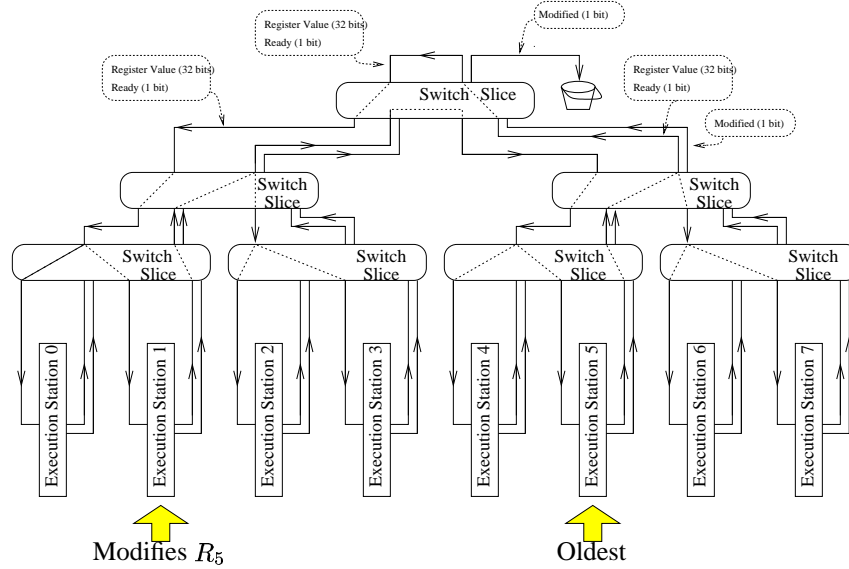 Modified (1 bit)
Register Value (32 bits)
Ready (1 bit)
Register Value (32 bits)
Ready (1 bit)
Register Value (32 bits)
Ready (1 bit)
Modified (1 bit)
Switch Slice
Switch
Slice
Switch
Slice
Switch
Slice
Switch
Slice
Switch
Slice
Switch
Slice
Execution Station 0
Execution Station 1
Execution Station 2
Execution Station 3
Execution Station 4
Execution Station 5
Execution Station 6
Execution Station 7
Modifies R₅
Oldest